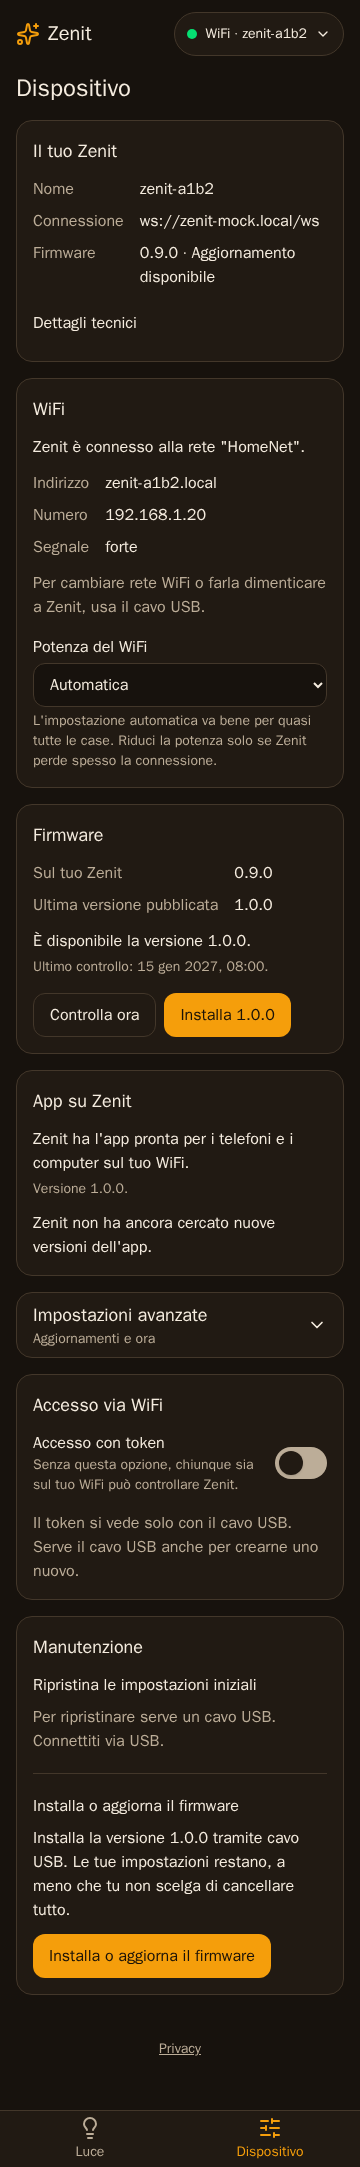 Zenit
WiFi · zenit-a1b2
Dispositivo
Il tuo Zenit
Nome zenit-a1b2
Connessione ws://zenit-mock.local/ws
Firmware 0.9.0 · Aggiornamento
disponibile
Dettagli tecnici
WiFi
Zenit è connesso alla rete "HomeNet".
Indirizzo zenit-a1b2.local
Numero 192.168.1.20
Segnale forte
Per cambiare rete WiFi o farla dimenticare
a Zenit, usa il cavo USB.
Potenza del WiFi
Automatica
L'impostazione automatica va bene per quasi
tutte le case. Riduci la potenza solo se Zenit
perde spesso la connessione.
Firmware
Sul tuo Zenit 0.9.0
Ultima versione pubblicata 1.0.0
È disponibile la versione 1.0.0.
Ultimo controllo: 15 gen 2027, 08:00.
Controlla ora Installa 1.0.0
App su Zenit
Zenit ha l'app pronta per i telefoni e i
computer sul tuo WiFi.
Versione 1.0.0.
Zenit non ha ancora cercato nuove
versioni dell'app.
Impostazioni avanzate
Aggiornamenti e ora
Accesso via WiFi
Accesso con token
Senza questa opzione, chiunque sia
sul tuo WiFi può controllare Zenit.
Il token si vede solo con il cavo USB.
Serve il cavo USB anche per crearne uno
nuovo.
Manutenzione
Ripristina le impostazioni iniziali
Per ripristinare serve un cavo USB.
Connettiti via USB.
Installa o aggiorna il firmware
Installa la versione 1.0.0 tramite cavo
USB. Le tue impostazioni restano, a
meno che tu non scelga di cancellare
tutto.
Installa o aggiorna il firmware
Privacy
Luce Dispositivo